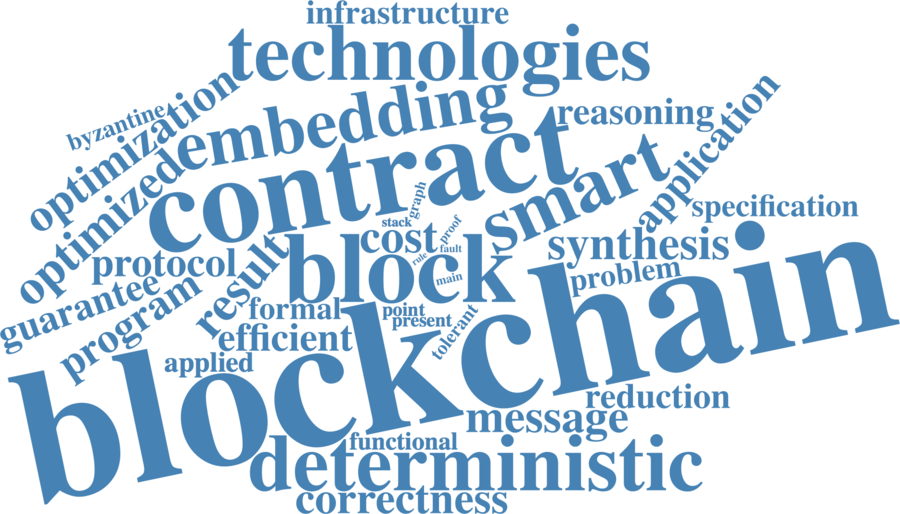 infrastructure
technologies
byzantine
optimization
embedding
reasoning
application
optimized
contract
smart
graph
stack
proof
specification
cost
fault
rule
synthesis
protocol
result
block
main
problem
guarantee
program
formal
point
present
tolerant
efficient
applied
blockchain
reduction
message
functional
deterministic
correctness